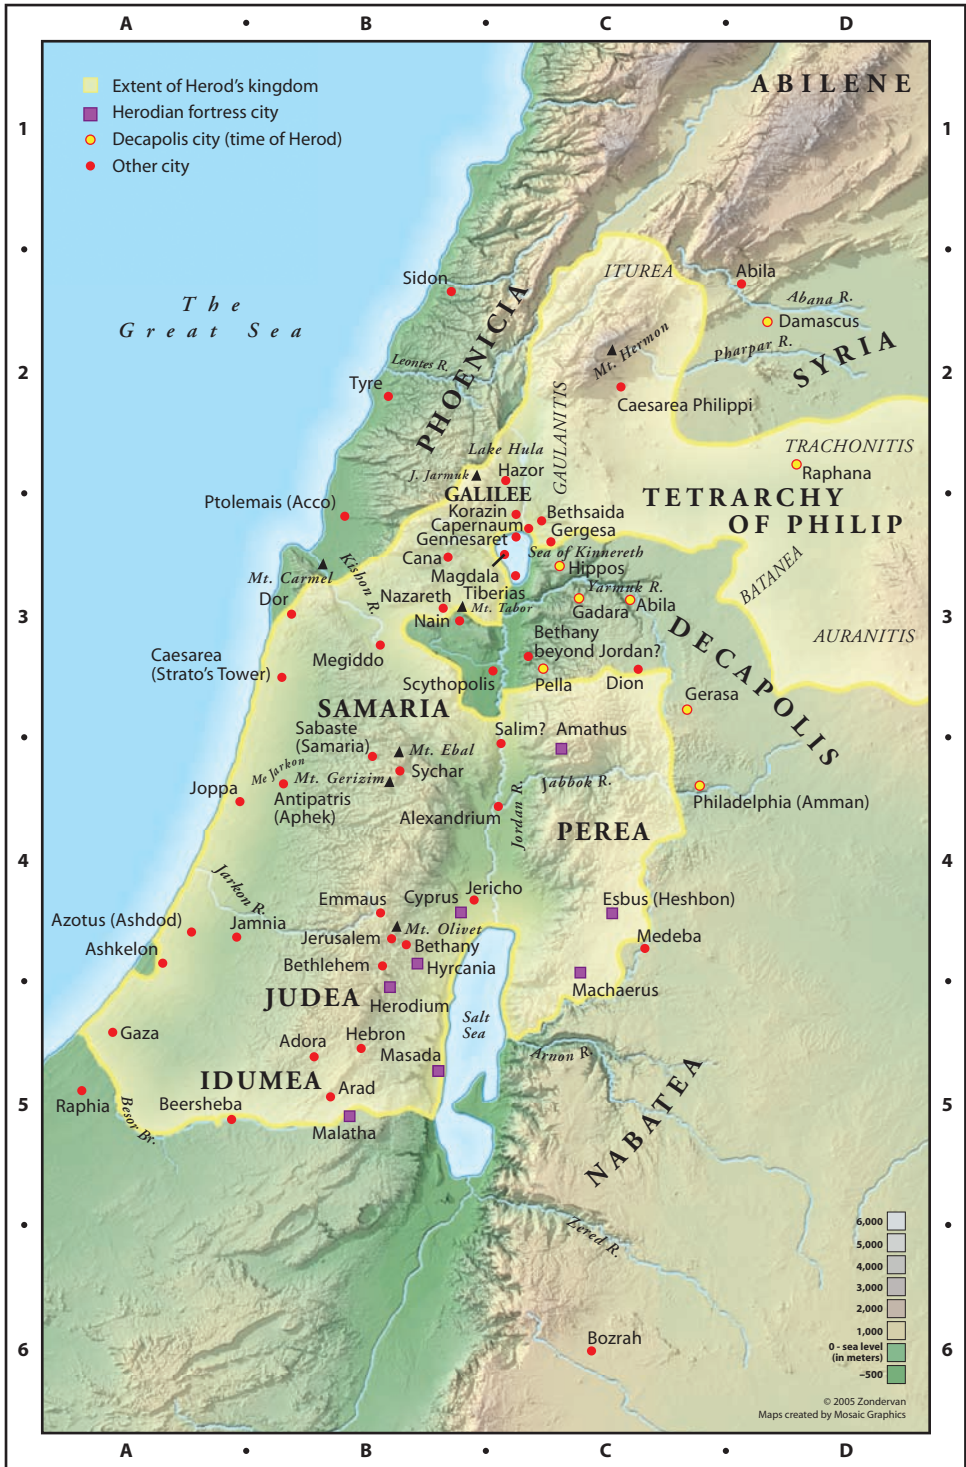 A • B • C • D
Extent of Herod's kingdom
Herodian fortress city
Decapolis city (time of Herod)
Other city
ABILENE
1
1
•
•
ITUREA
Abila
Sidon
Abana R.
The
Great Sea
Damascus
PHOENICIA
Mt. Hermon
Pharpar R.
SYRIA
Leontes R.
2
2
Tyre
Caesarea Philippi
GAULANITIS
Lake Hula
TRACHONITIS
J. Jarmuk
Hazor
Raphana
GALILEE
TETRARCHY
OF PHILIP
•
•
Ptolemais (Acco)
Korazin
Bethsaida
Capernaum
Gergesa
Gennesaret
Sea of Kinnereth
Cana
Hippos
Mt. Carmel
Kishon R.
Magdala
BATANEA
Yarmuk R.
Tiberias
Nazareth
Mt. Tabor
Dor
Gadara
Abila
3
3
Nain
Bethany
beyond Jordan?
AURANITIS
DECAPOLIS
Caesarea
(Strato's Tower)
Megiddo
Scythopolis
Pella
Dion
Gerasa
SAMARIA
Salim?
Amathus
•
•
Sabaste
(Samaria)
Mt. Ebal
Me Jarkon
Mt. Gerizim
Sychar
Jabbok R.
Joppa
Antipatris
(Aphek)
Philadelphia (Amman)
Alexandrium
Jordan R.
PEREA
4
4
Jarkon R.
Jericho
Emmaus
Cyprus
Esbus (Heshbon)
Azotus (Ashdod)
Jamnia
Mt. Olivet
Jerusalem
Bethany
Medeba
Ashkelon
Bethlehem
Hyrcania
•
•
JUDEA
Herodium
Machaerus
Salt
Sea
Gaza
Hebron
Adora
Masada
Arnon R.
IDUMEA
Arad
NABATEA
Raphia
Besor Br.
Beersheba
5
5
Malatha
•
•
Zered R.
6,000
5,000
4,000
3,000
2,000
1,000
0 - sea level
(in meters)
–500
Bozrah
6
6
© 2005 Zondervan
Maps created by Mosaic Graphics
A • B • C • D